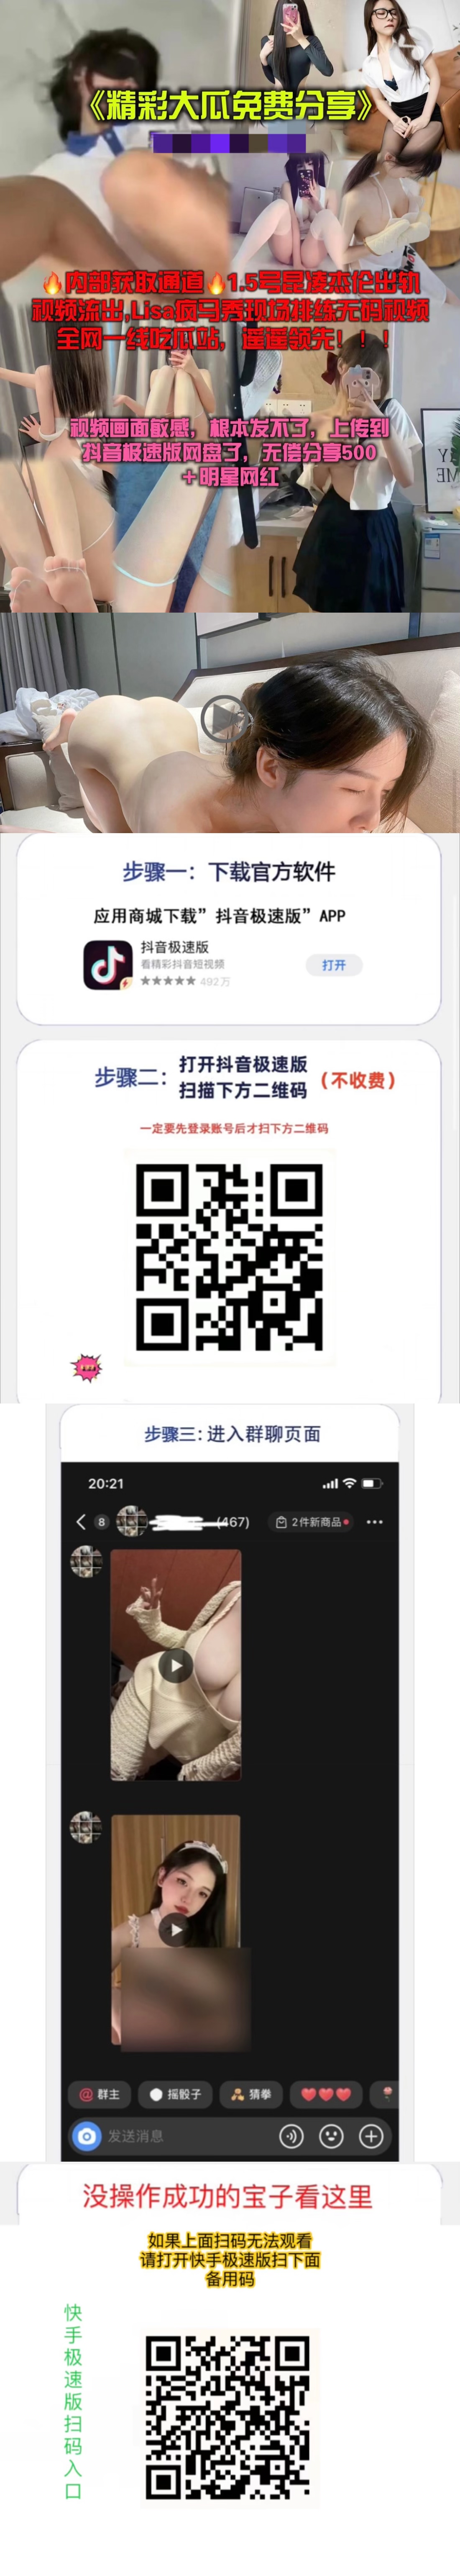 《精彩大瓜免费分享》
🔥内部获取通道🔥1.5号昆凌杰伦出轨
视频流出,Lisa疯马秀现场排练无码视频
全网一线吃瓜站，遥遥领先！！！
视频画面敏感，根本发不了，上传到
抖音极速版网盘了，无偿分享500
＋明星网红
步骤一：下载官方软件
应用商城下载”抖音极速版”APP
抖音极速版
看精彩抖音短视频
★★★★★ 492万
打开
步骤二：
打开抖音极速版
扫描下方二维码
（不收费）
一定要先登录账号后才扫下方二维码
步骤三:进入群聊页面
20:21
8
(467)
2件新商品
@ 群主
摇骰子
猜拳
发送消息
没操作成功的宝子看这里
如果上面扫码无法观看
请打开快手极速版扫下面
备用码
快手极速版扫码入口